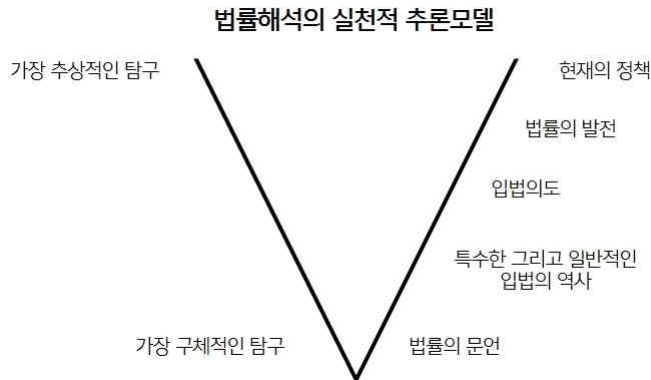 법률해석의 실천적 추론모델
가장 추상적인 탐구
현재의 정책
법률의 발전
입법의도
특수한 그리고 일반적인
입법의 역사
가장 구체적인 탐구
법률의 문언